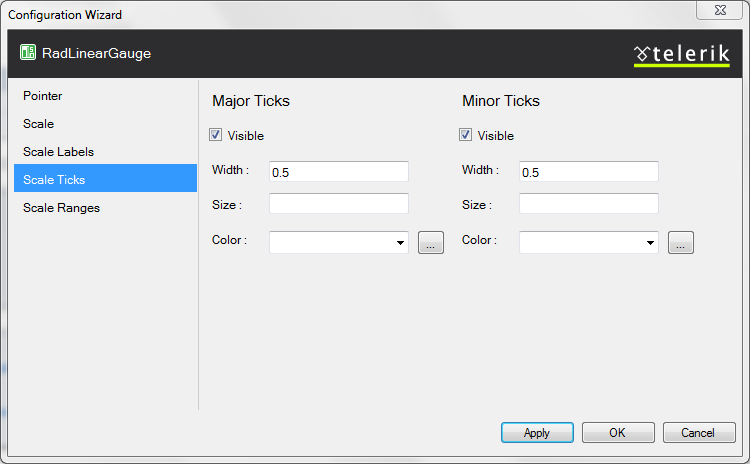 Configuration Wizard
RadLinearGauge
telerik
Pointer
Scale
Scale Labels
Scale Ticks
Scale Ranges
Major Ticks
Visible
Width :
0.5
Size :
Color :
...
Minor Ticks
Visible
Width :
0.5
Size :
Color :
...
Apply
OK
Cancel